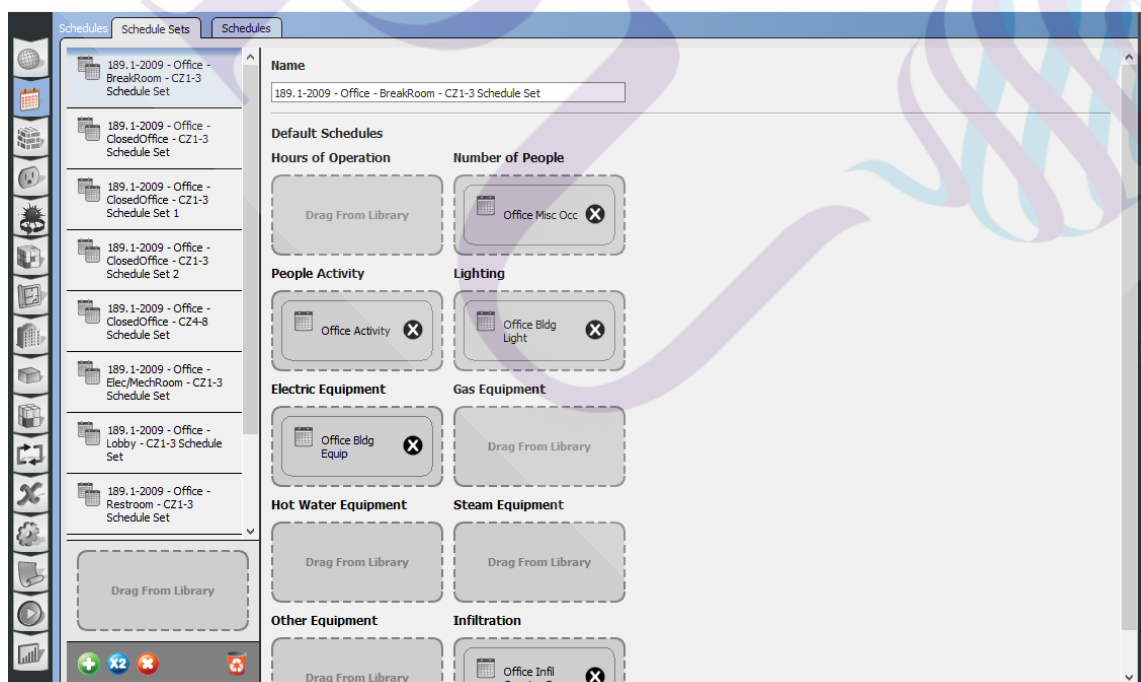 Schedules
Schedule Sets
Schedules
189.1-2009 - Office -
BreakRoom - CZ1-3
Schedule Set
189.1-2009 - Office -
ClosedOffice - CZ1-3
Schedule Set
189.1-2009 - Office -
ClosedOffice - CZ1-3
Schedule Set 1
189.1-2009 - Office -
ClosedOffice - CZ1-3
Schedule Set 2
189.1-2009 - Office -
ClosedOffice - CZ4-8
Schedule Set
189.1-2009 - Office -
Elec/MechRoom - CZ1-3
Schedule Set
189.1-2009 - Office -
Lobby - CZ1-3 Schedule
Set
189.1-2009 - Office -
Restroom - CZ1-3
Schedule Set
Drag From Library
X2
Name
189.1-2009 - Office - BreakRoom - CZ1-3 Schedule Set
Default Schedules
Hours of Operation
Number of People
Drag From Library
Office Misc Occ
People Activity
Lighting
Office Activity
Office Bldg
Light
Electric Equipment
Gas Equipment
Office Bldg
Equip
Drag From Library
Hot Water Equipment
Steam Equipment
Drag From Library
Drag From Library
Other Equipment
Infiltration
Drag From Library
Office Infil